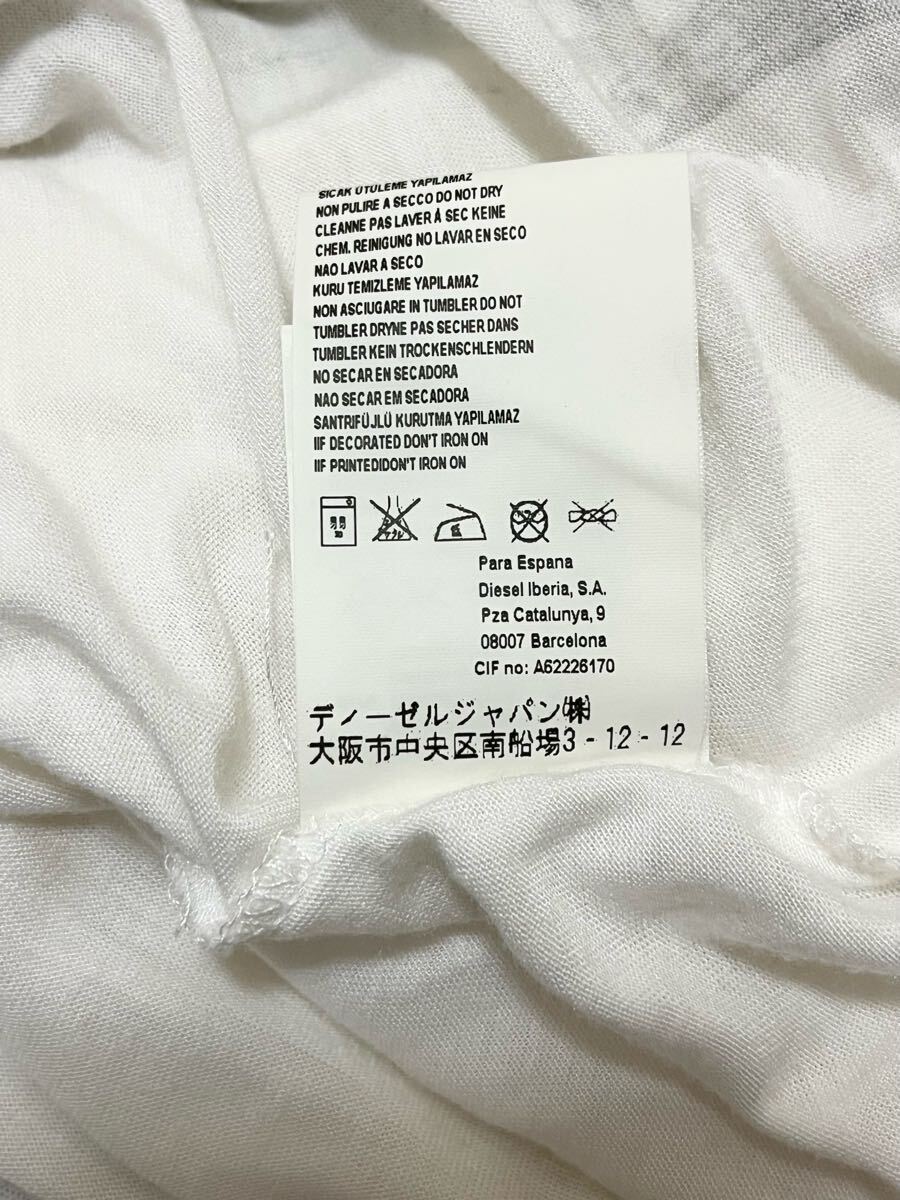 SICAK ÜTÜLEME YAPILAMAZ
NON PULIRE A SECCO DO NOT DRY
CLEANNE PAS LAVER Á SEC KEINE
CHEM. REINIGUNG NO LAVAR EN SECO
NAO LAVAR A SECO
KURU TEMIZLEME YAPILAMAZ
NON ASCIUGARE IN TUMBLER DO NOT
TUMBLER DRYNE PAS SECHER DANS
TUMBLER KEIN TROCKENSCHLENDERN
NO SECAR EN SECADORA
NAO SECAR EM SECADORA
SANTRIFÜJLÜ KURUTMA YAPILAMAZ
IIF DECORATED DON'T IRON ON
IIF PRINTEDIDON'T IRON ON
Para Espana
Diesel Iberia, S.A.
Pza Catalunya, 9
08007 Barcelona
CIF no: A62226170
ディーゼルジャパン㈱
大阪市中央区南船場3 - 12 - 12